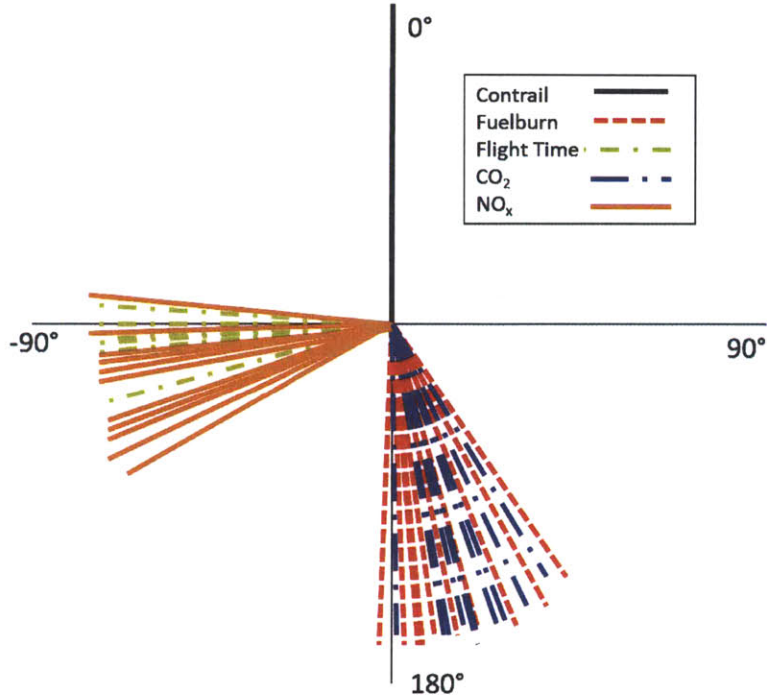 0°
Contrail
Fuelburn
Flight Time
CO₂
NOₓ
-90°
90°
180°